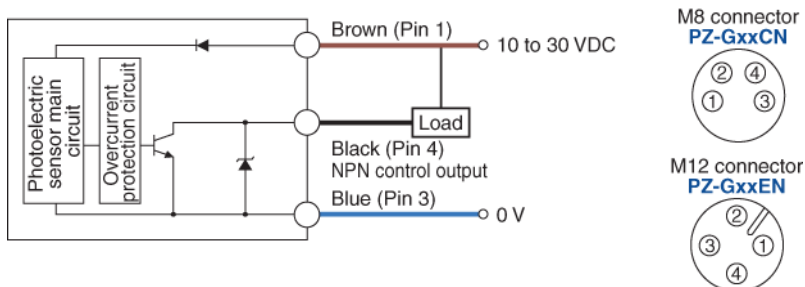 Brown (Pin 1)
10 to 30 VDC
Photoelectric
sensor main
circuit
Overcurrent
protection circuit
Load
Black (Pin 4)
NPN control output
Blue (Pin 3)
0 V
M8 connector
PZ-GxxCN
2 4
1 3
M12 connector
PZ-GxxEN
2
3 1
4